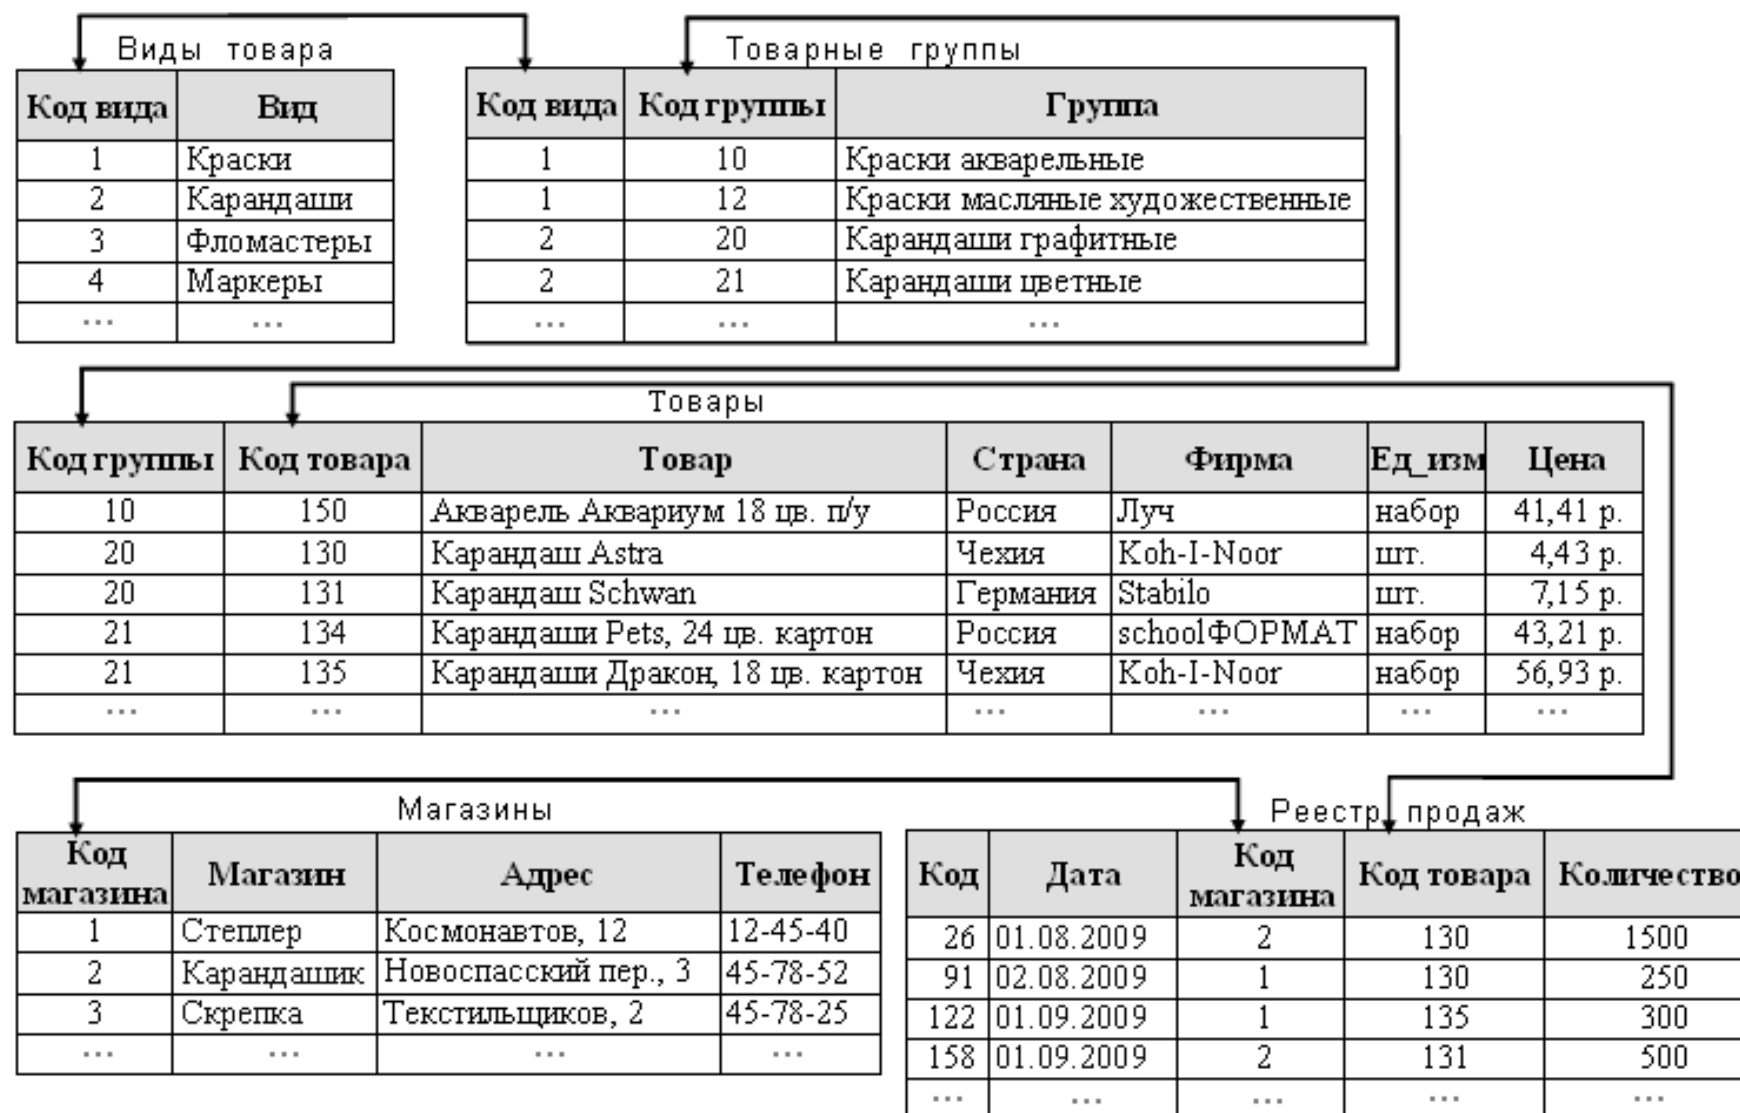 Виды товара
Код вида Вид
1 Краски
2 Карандаши
3 Фломастеры
4 Маркеры
... ...
Товарные группы
Код вида Код группы Группа
1 10 Краски акварельные
1 12 Краски масляные художественные
2 20 Карандаши графитные
2 21 Карандаши цветные
... ... ...
Товары
Код группы Код товара Товар Страна Фирма Ед_изм Цена
10 150 Акварель Аквариум 18 цв. п/у Россия Луч набор 41,41 р.
20 130 Карандаш Astra Чехия Koh-I-Noor шт. 4,43 р.
20 131 Карандаш Schwan Германия Stabilo шт. 7,15 р.
21 134 Карандаши Pets, 24 цв. картон Россия schoolФОРМАТ набор 43,21 р.
21 135 Карандаши Дракон, 18 цв. картон Чехия Koh-I-Noor набор 56,93 р.
... ... ... ... ... ... ...
Магазины
Код
магазина Магазин Адрес Телефон
1 Степлер Космонавтов, 12 12-45-40
2 Карандашик Новоспасский пер., 3 45-78-52
3 Скрепка Текстильщиков, 2 45-78-25
... ... ... ...
Реестр продаж
Код Дата Код
магазина Код товара Количество
26 01.08.2009 2 130 1500
91 02.08.2009 1 130 250
122 01.09.2009 1 135 300
158 01.09.2009 2 131 500
... ... ... ... ...